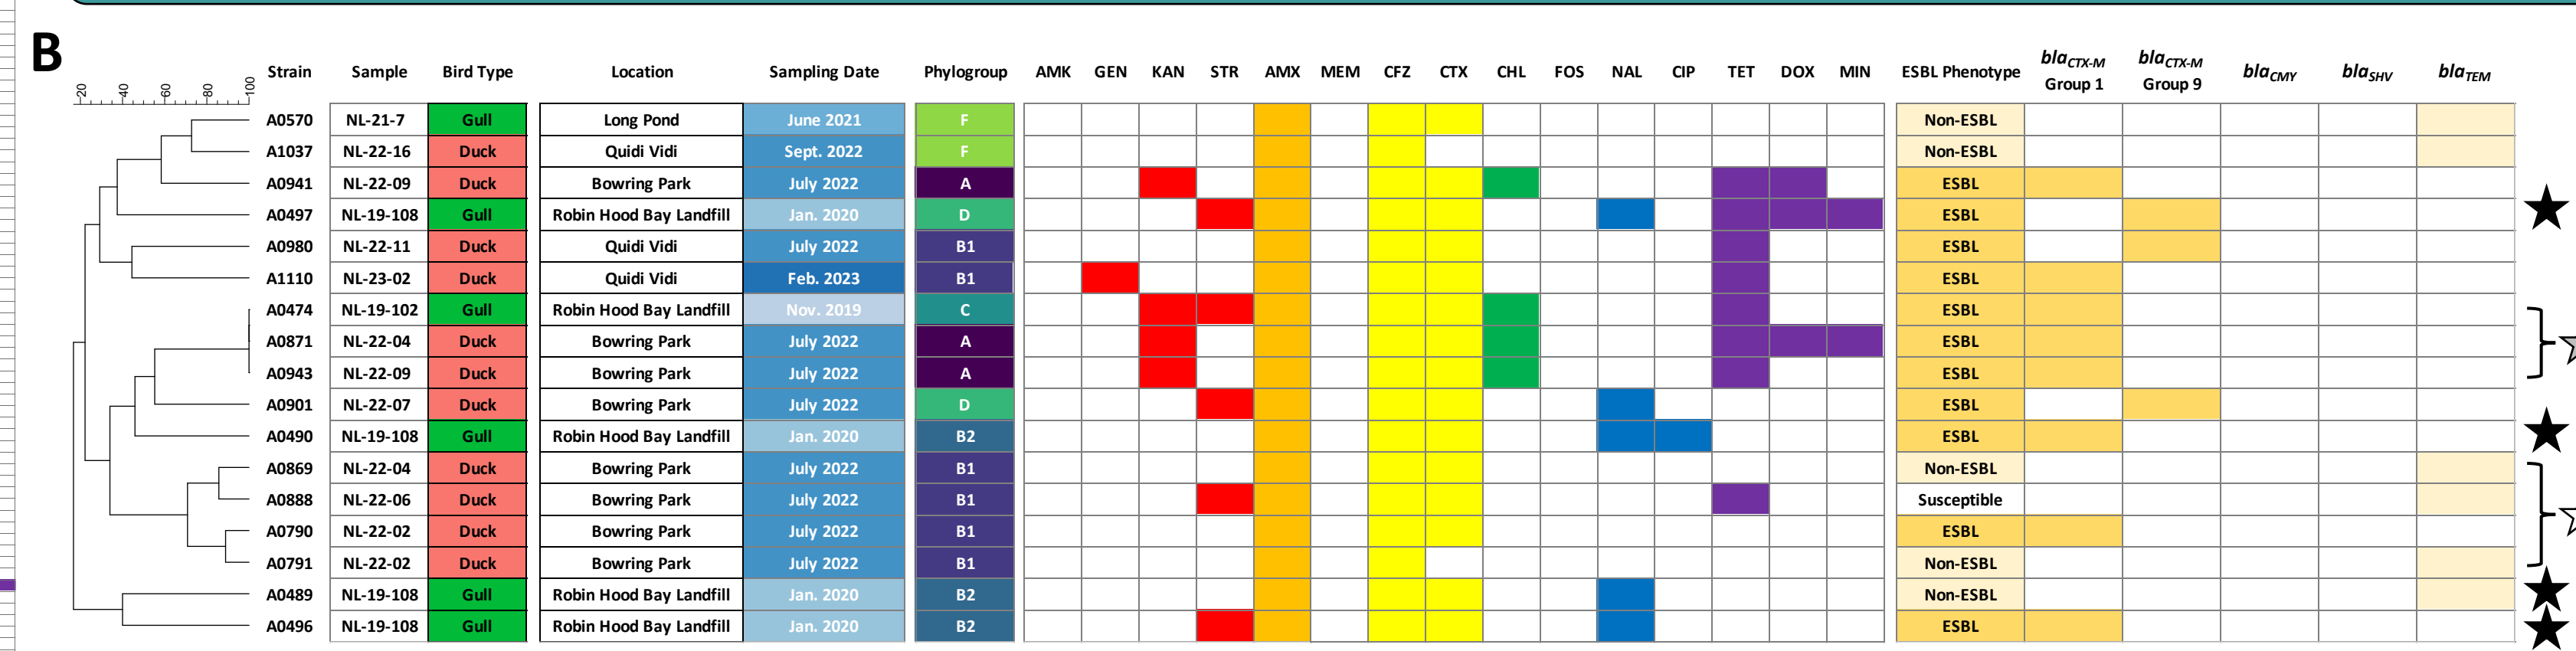 B
20 40 60 80 100 Strain Sample Bird Type Location Sampling Date Phylogroup AMK GEN KAN STR AMX MEM CFZ CTX CHL FOS NAL CIP TET DOX MIN ESBL Phenotype blaCTX-M Group 1 blaCTX-M Group 9 blaCMY blaSHV blaTEM
A0570 NL-21-7 Gull Long Pond June 2021 F Non-ESBL
A1037 NL-22-16 Duck Quidi Vidi Sept. 2022 F Non-ESBL
A0941 NL-22-09 Duck Bowring Park July 2022 A ESBL
A0497 NL-19-108 Gull Robin Hood Bay Landfill Jan. 2020 D ESBL
A0980 NL-22-11 Duck Quidi Vidi July 2022 B1 ESBL
A1110 NL-23-02 Duck Quidi Vidi Feb. 2023 B1 ESBL
A0474 NL-19-102 Gull Robin Hood Bay Landfill Nov. 2019 C ESBL
A0871 NL-22-04 Duck Bowring Park July 2022 A ESBL
A0943 NL-22-09 Duck Bowring Park July 2022 A ESBL
A0901 NL-22-07 Duck Bowring Park July 2022 D ESBL
A0490 NL-19-108 Gull Robin Hood Bay Landfill Jan. 2020 B2 ESBL
A0869 NL-22-04 Duck Bowring Park July 2022 B1 Non-ESBL
A0888 NL-22-06 Duck Bowring Park July 2022 B1 Susceptible
A0790 NL-22-02 Duck Bowring Park July 2022 B1 ESBL
A0791 NL-22-02 Duck Bowring Park July 2022 B1 Non-ESBL
A0489 NL-19-108 Gull Robin Hood Bay Landfill Jan. 2020 B2 Non-ESBL
A0496 NL-19-108 Gull Robin Hood Bay Landfill Jan. 2020 B2 ESBL